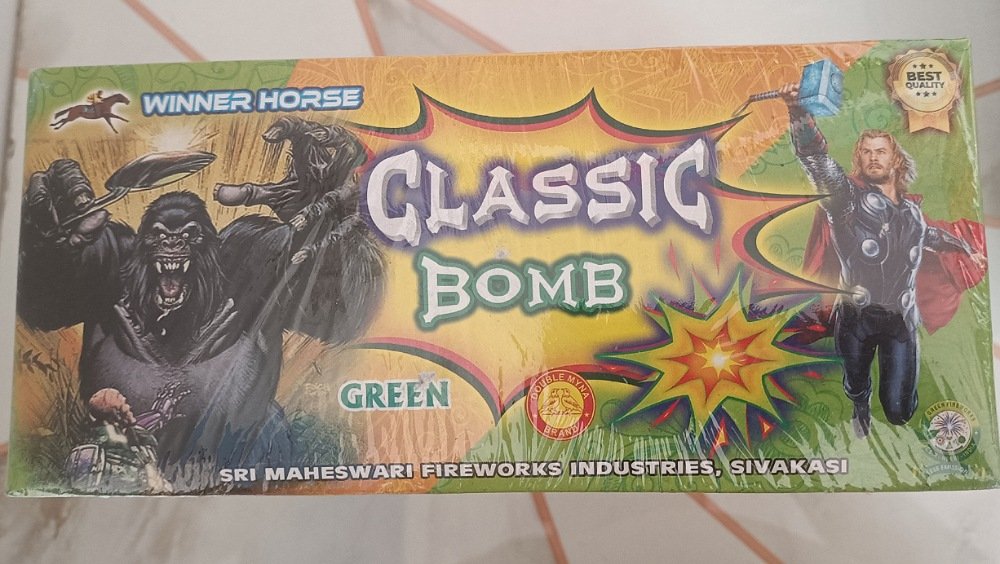 WINNER HORSE
BEST
QUALITY
CLASSIC
BOMB
GREEN
DOUBLE MYNA
BRAND
SRI MAHESWARI FIREWORKS INDUSTRIES, SIVAKASI